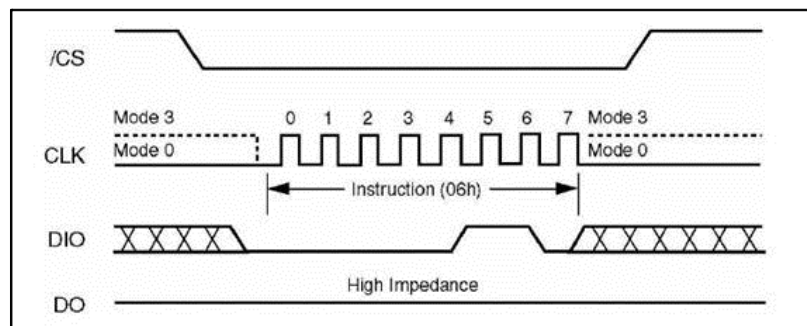 /CS
Mode 3 0 1 2 3 4 5 6 7 Mode 3
CLK Mode 0 Mode 0
Instruction (06h)
DIO
High Impedance
DO